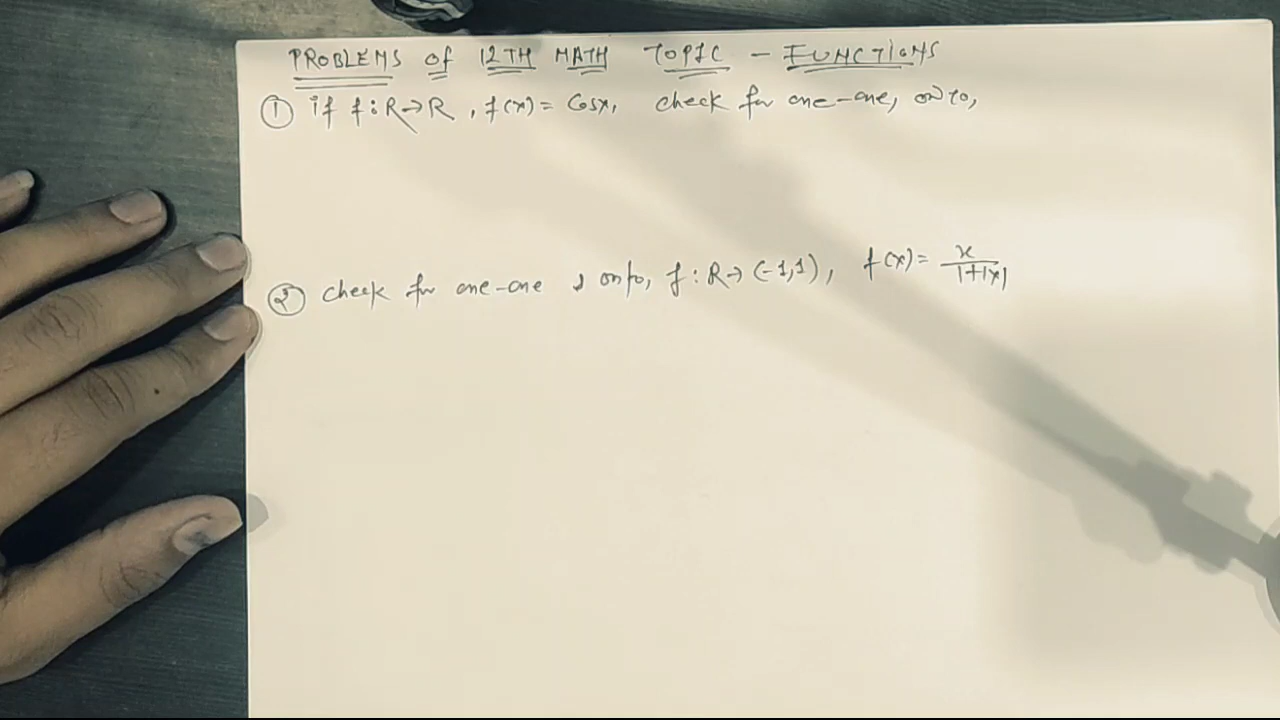 PROBLEMS of 12TH MATH TOPIC - FUNCTIONS
① if f:R→R, f(x)= Cosx, check for one-one, onto,
② check for one-one & onto, f:R→(-1,1), f(x)= x/1+|x|